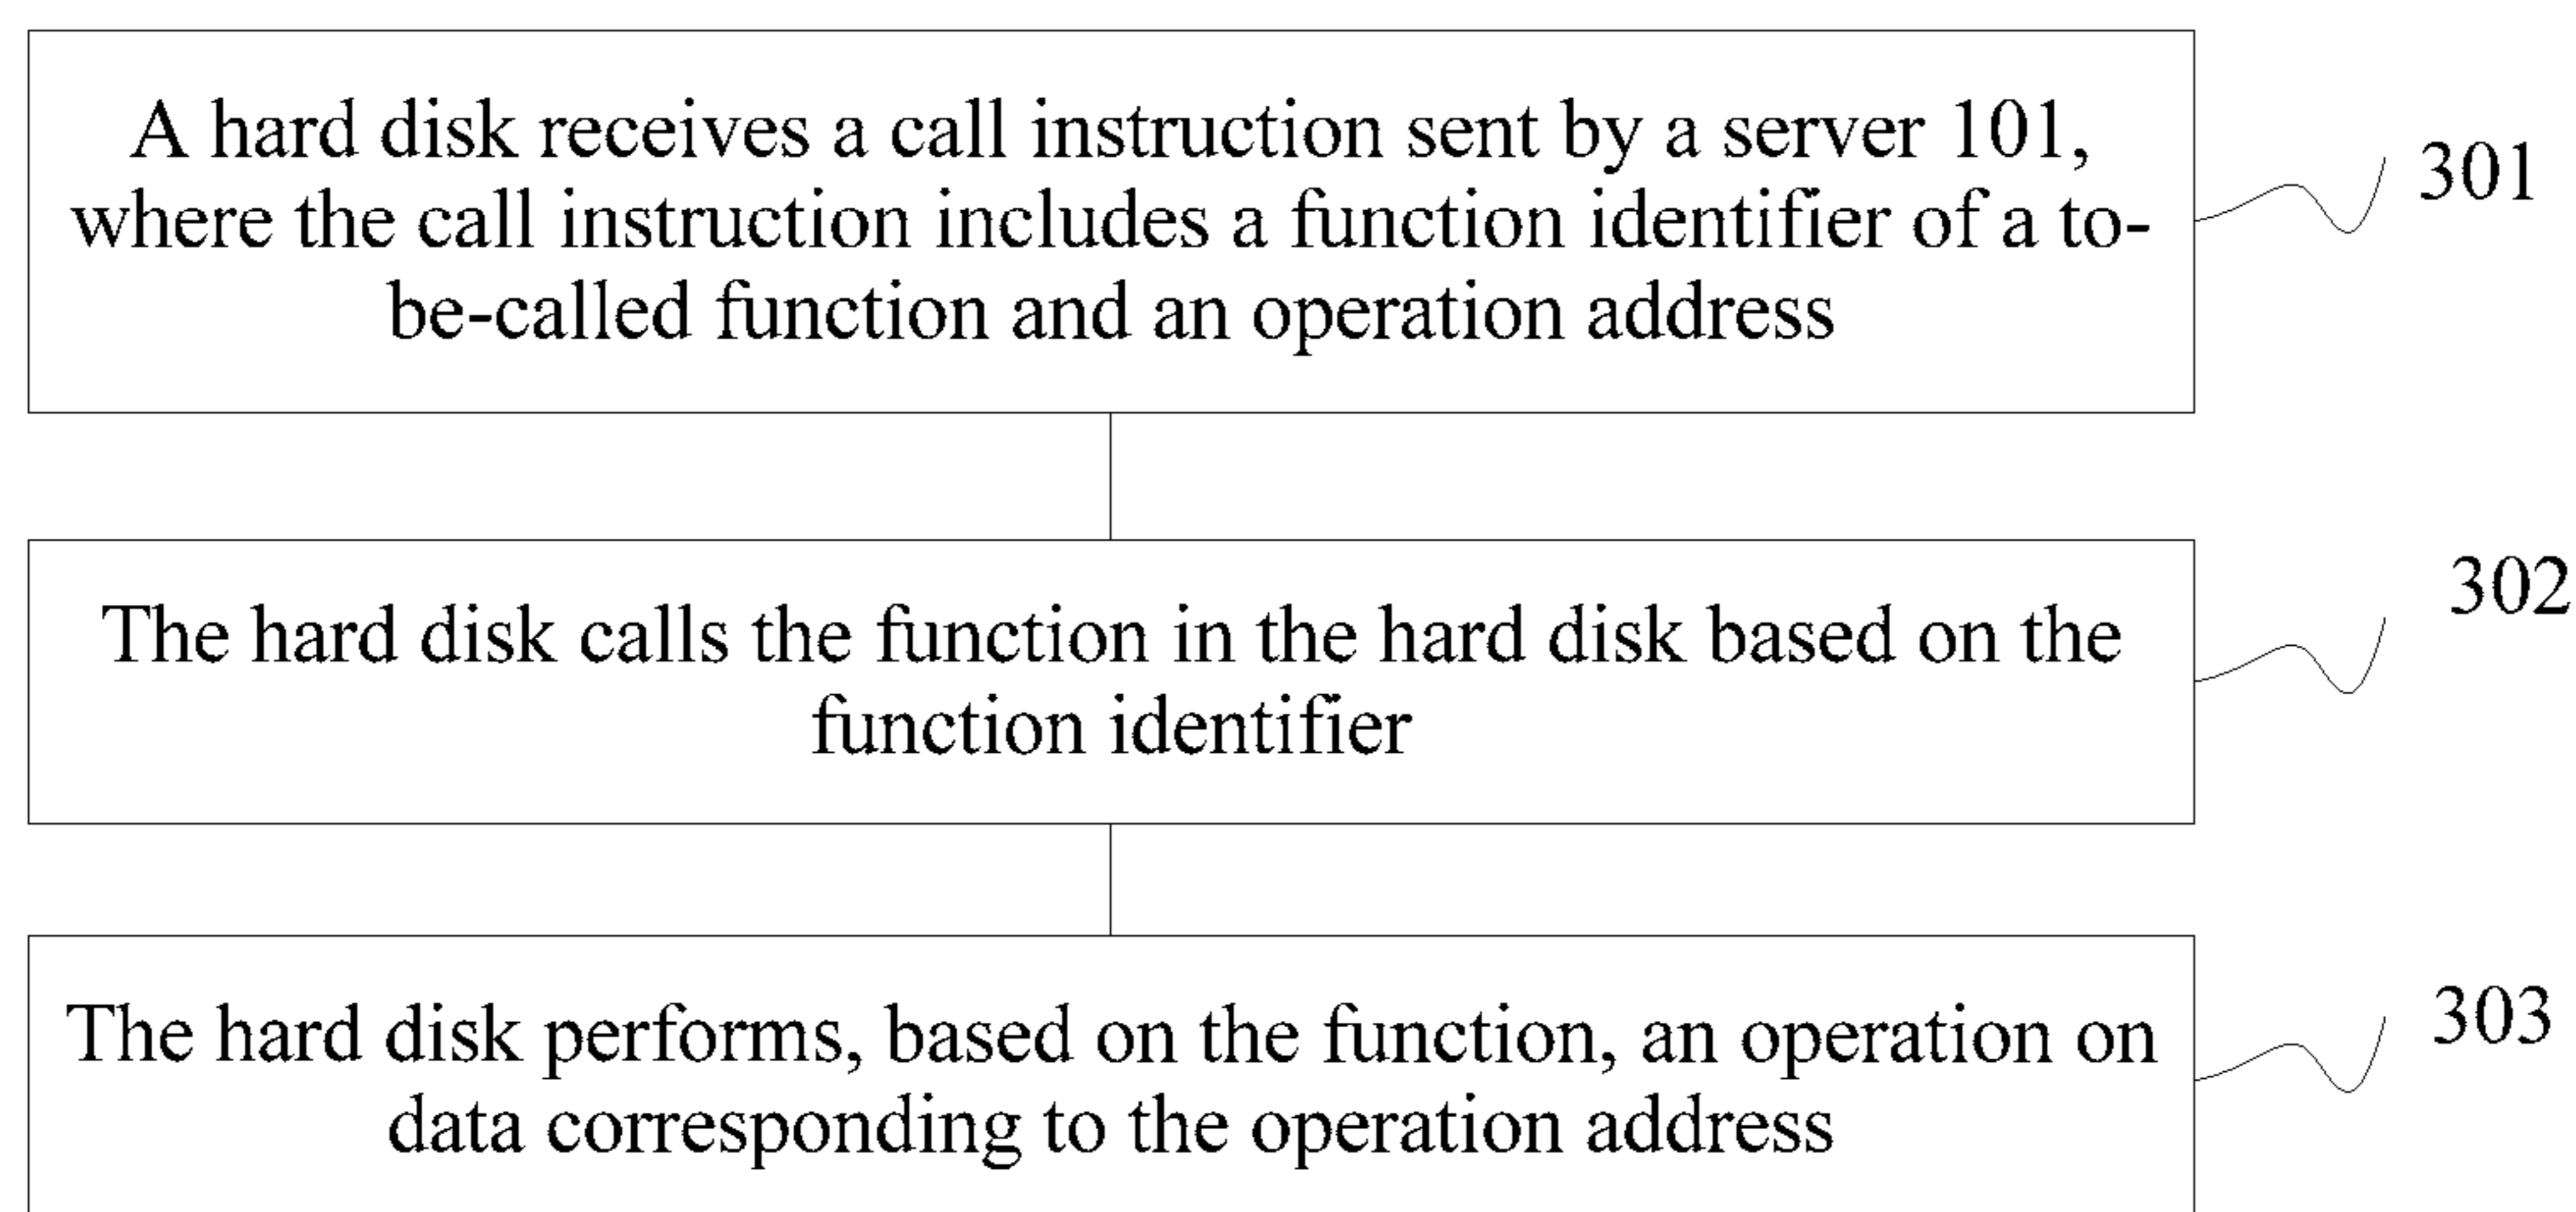 A hard disk receives a call instruction sent by a server 101,
where the call instruction includes a function identifier of a to-
be-called function and an operation address
301
The hard disk calls the function in the hard disk based on the
function identifier
302
The hard disk performs, based on the function, an operation on
data corresponding to the operation address
303